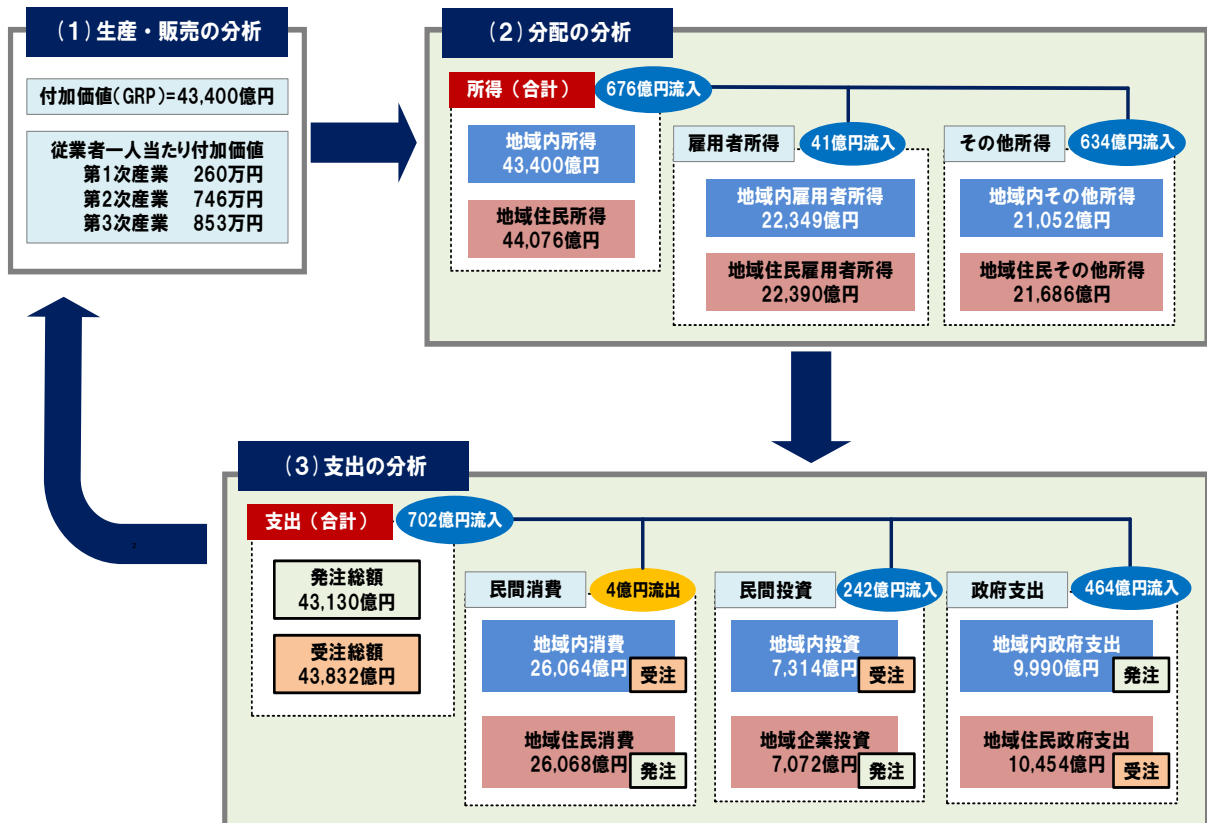 (1)生産・販売の分析
付加価値(GRP)=43,400億円
従業者一人当たり付加価値
第1次産業 260万円
第2次産業 746万円
第3次産業 853万円
(2)分配の分析
所得(合計)
676億円流入
地域内所得
43,400億円
地域住民所得
44,076億円
雇用者所得
41億円流入
地域内雇用者所得
22,349億円
地域住民雇用者所得
22,390億円
その他所得
634億円流入
地域内その他所得
21,052億円
地域住民その他所得
21,686億円
(3)支出の分析
支出(合計)
702億円流入
発注総額
43,130億円
受注総額
43,832億円
民間消費
4億円流出
地域内消費
26,064億円
受注
地域住民消費
26,068億円
発注
民間投資
242億円流入
地域内投資
7,314億円
受注
地域企業投資
7,072億円
発注
政府支出
464億円流入
地域内政府支出
9,990億円
発注
地域住民政府支出
10,454億円
受注